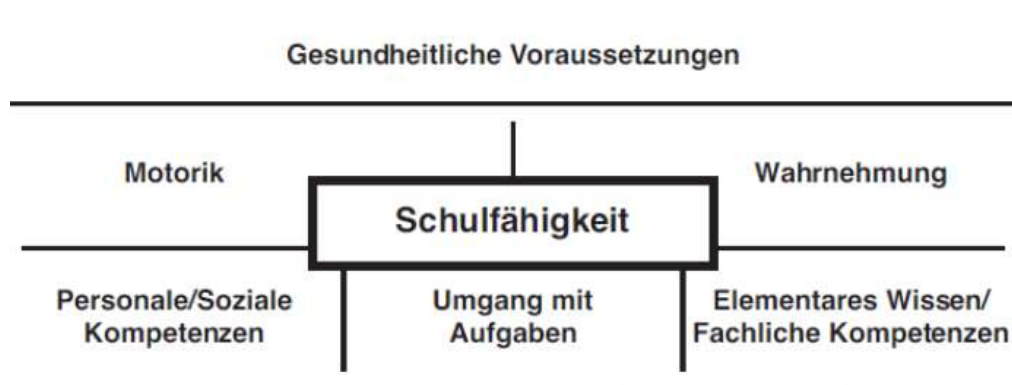 Gesundheitliche Voraussetzungen
Motorik
Wahrnehmung
Schulfähigkeit
Personale/Soziale
Kompetenzen
Umgang mit
Aufgaben
Elementares Wissen/
Fachliche Kompetenzen